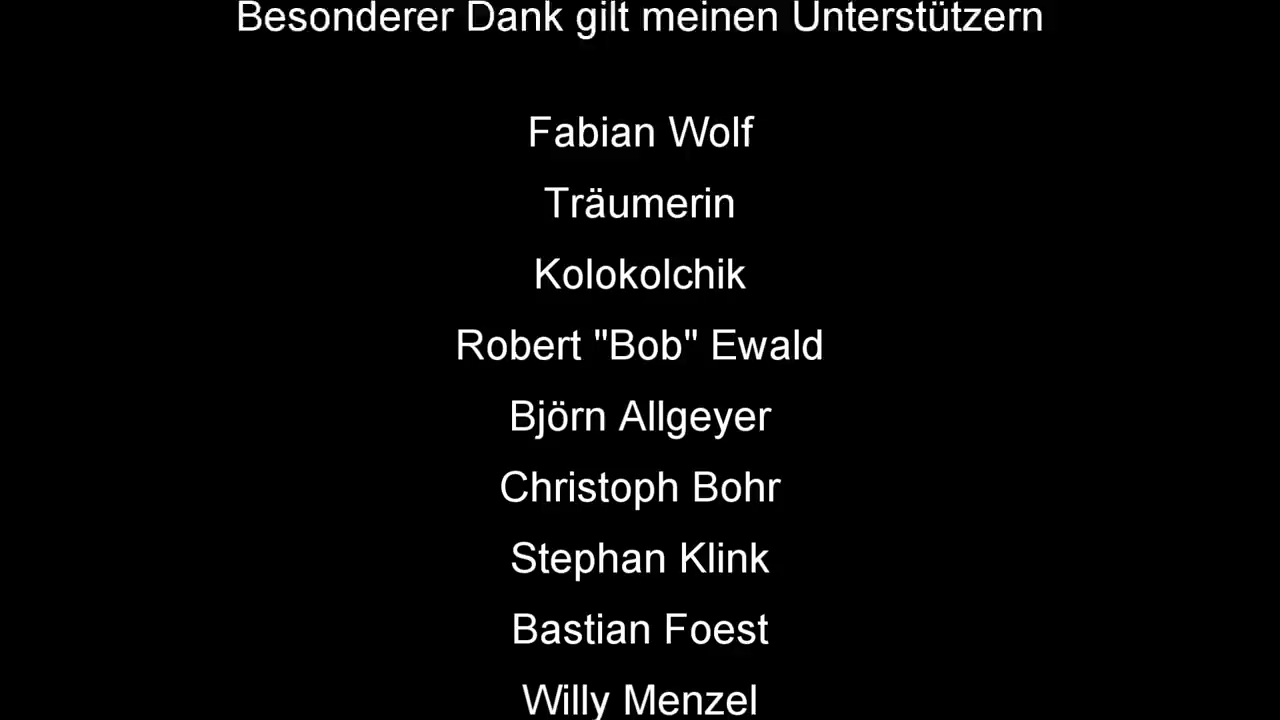 Besonderer Dank gilt meinen Unterstützern
Fabian Wolf
Träumerin
Kolokolchik
Robert "Bob" Ewald
Björn Allgeyer
Christoph Bohr
Stephan Klink
Bastian Foest
Willy Menzel